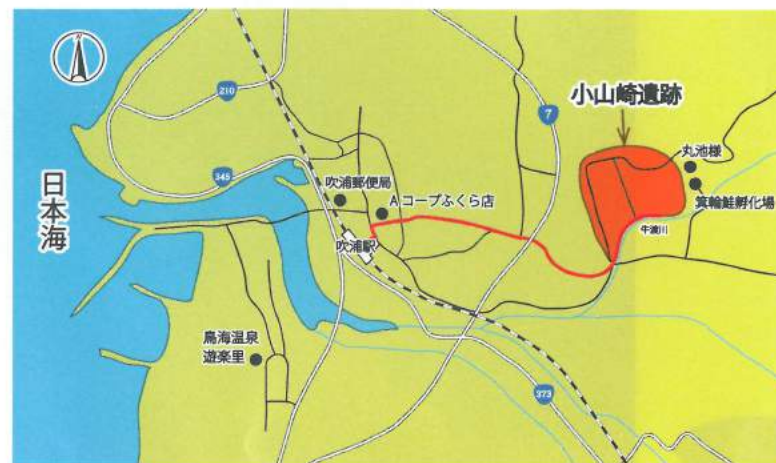 N
210
7
小山崎遺跡
丸池様
345
日本海
吹浦郵便局
箕輪鮭孵化場
Aコープふくら店
牛渡川
吹浦駅
鳥海温泉
遊楽里
373